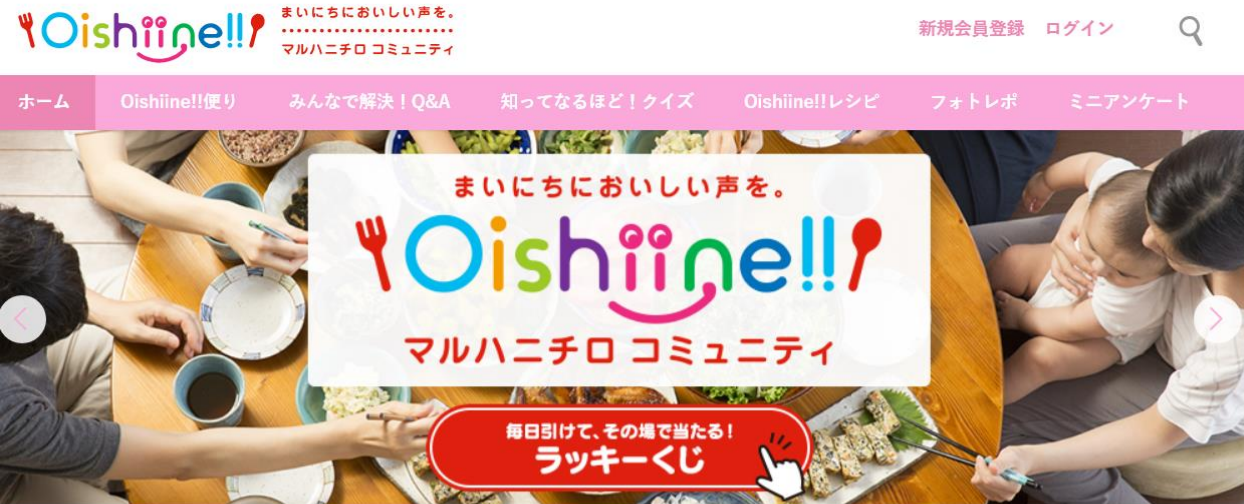 Oishiine!!
まいにちにおいしい声を。
マルハニチロ コミュニティ
新規会員登録 ログイン
ホーム Oishiine!!便り みんなで解決！Q&A 知ってなるほど！クイズ Oishiine!!レシピ フォトレポ ミニアンケート
まいにちにおいしい声を。
Oishiine!!
マルハニチロ コミュニティ
毎日引けて、その場で当たる！
ラッキーくじ